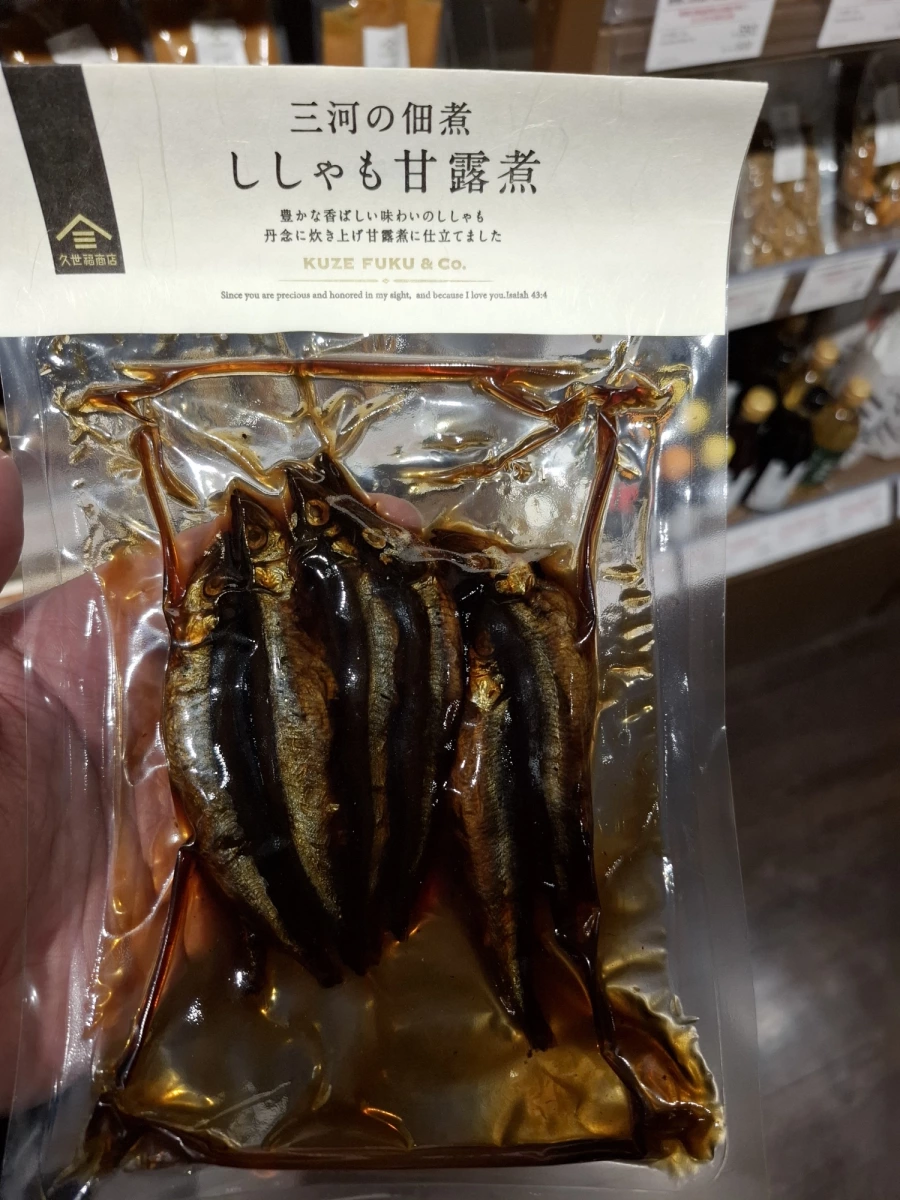 三河の佃煮
ししゃも甘露煮
豊かな香ばしい味わいのししゃも
丹念に炊き上げ甘露煮に仕立てました
久世福商店
KUZE FUKU & Co.
Since you are precious and honored in my sight, and because I love you.Isaiah 43:4